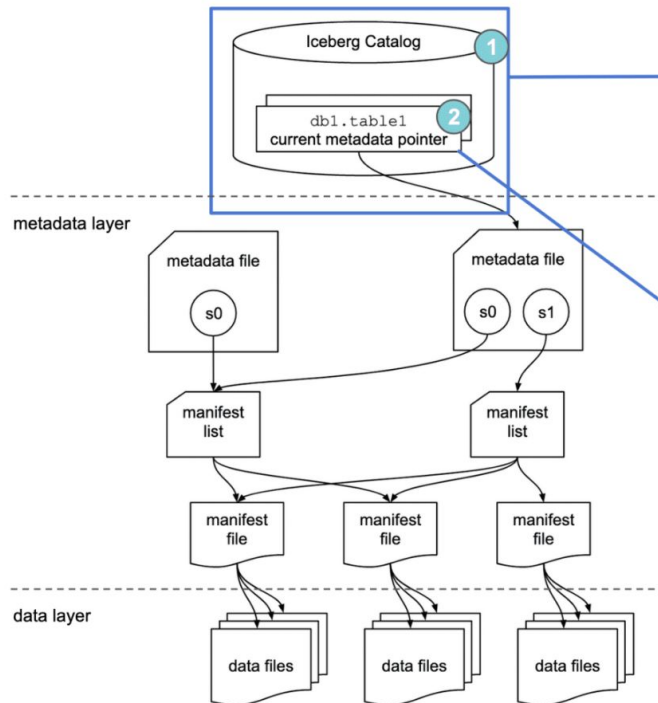 Iceberg Catalog
1
db1.table1
2
current metadata pointer
metadata layer
metadata file
metadata file
s0
s0
s1
manifest
list
manifest
list
manifest
file
manifest
file
manifest
file
data layer
data files
data files
data files